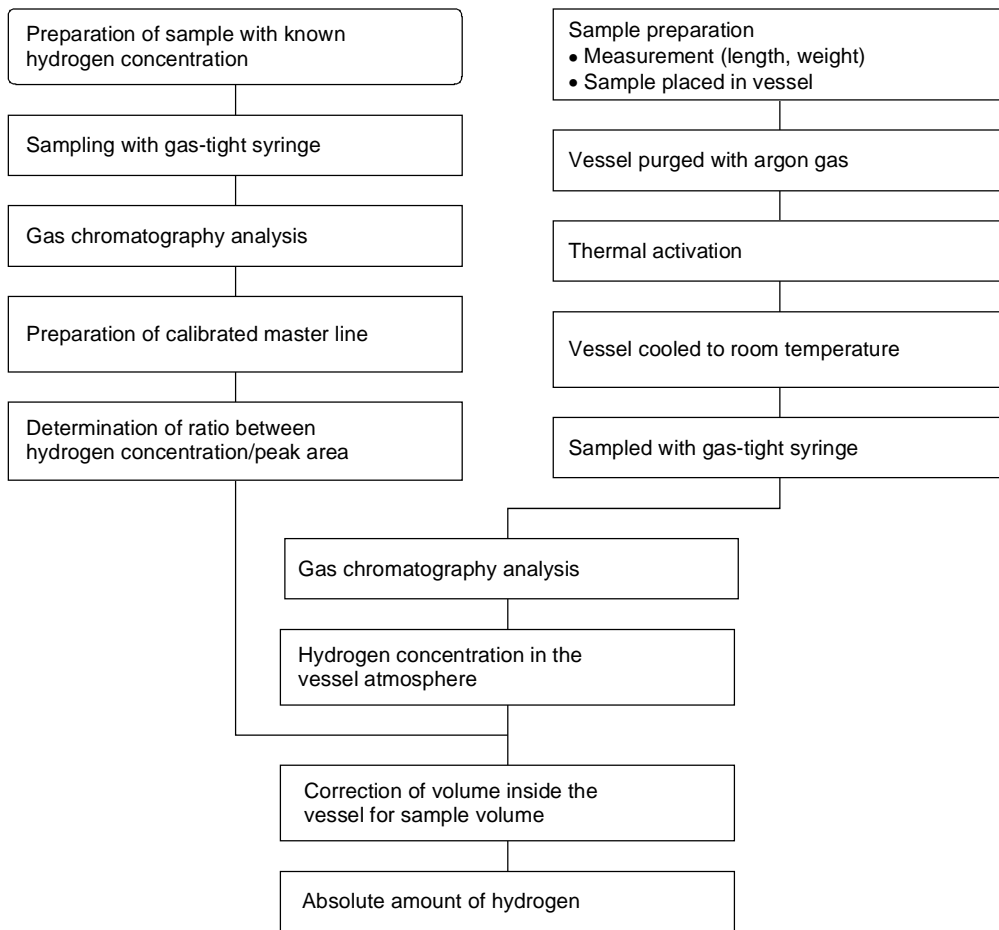 Preparation of sample with known
hydrogen concentration
Sampling with gas-tight syringe
Gas chromatography analysis
Preparation of calibrated master line
Determination of ratio between
hydrogen concentration/peak area
Sample preparation
• Measurement (length, weight)
• Sample placed in vessel
Vessel purged with argon gas
Thermal activation
Vessel cooled to room temperature
Sampled with gas-tight syringe
Gas chromatography analysis
Hydrogen concentration in the
vessel atmosphere
Correction of volume inside the
vessel for sample volume
Absolute amount of hydrogen